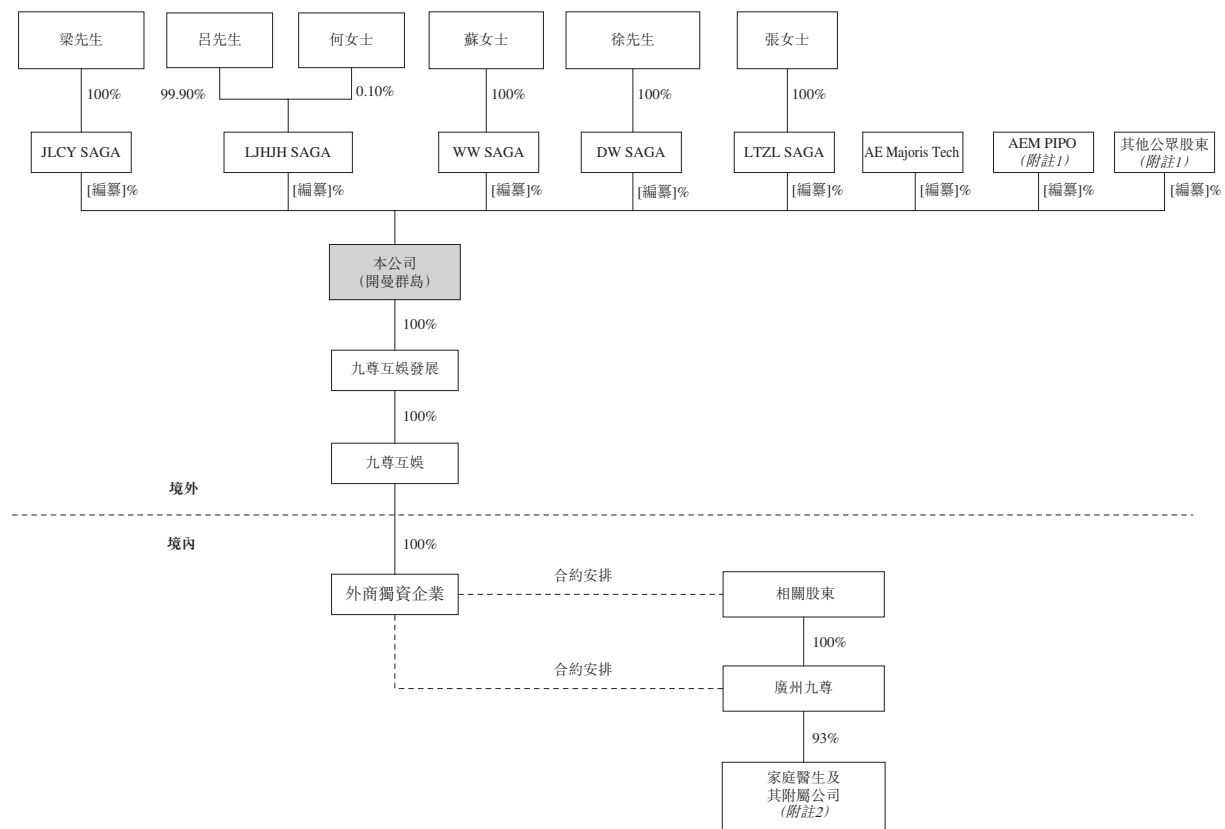 梁先生
呂先生
何女士
蘇女士
徐先生
張女士
100%
99.90%
0.10%
100%
100%
100%
JLCY SAGA
LJHJH SAGA
WW SAGA
DW SAGA
LTZL SAGA
AE Majoris Tech
AEM PIPO
(附註1)
其他公眾股東
(附註1)
[編纂]%
[編纂]%
[編纂]%
[編纂]%
[編纂]%
[編纂]%
[編纂]%
[編纂]%
本公司
(開曼群島)
100%
九尊互娛發展
100%
九尊互娛
境外
境內
100%
外商獨資企業
合約安排
相關股東
100%
合約安排
廣州九尊
93%
家庭醫生及
其附屬公司
(附註2)